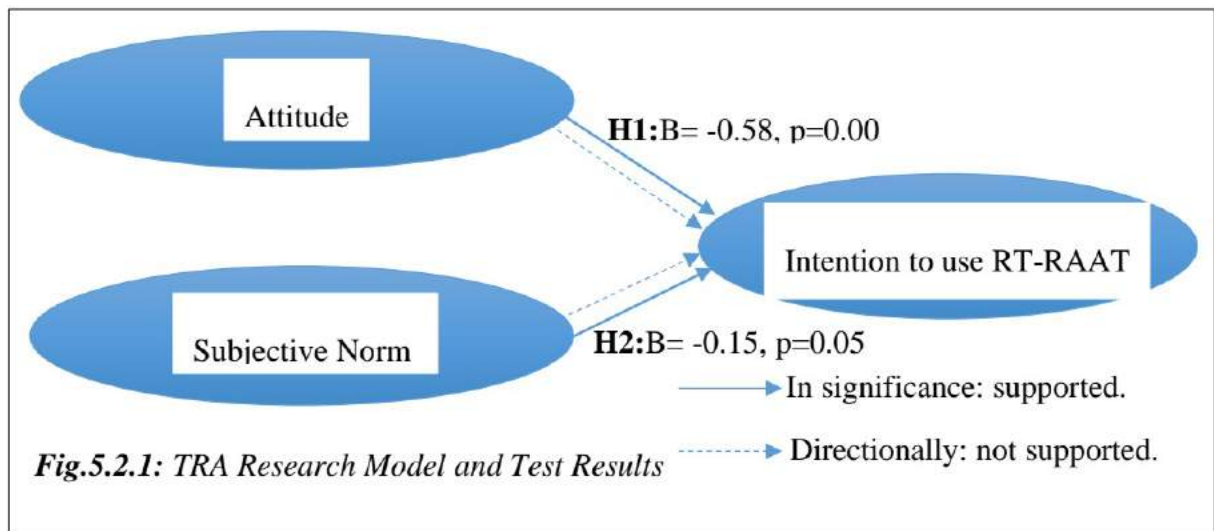 Attitude
H1:B= -0.58, p=0.00
Intention to use RT-RAAT
Subjective Norm
H2:B= -0.15, p=0.05
In significance: supported.
Directionally: not supported.
Fig.5.2.1: TRA Research Model and Test Results